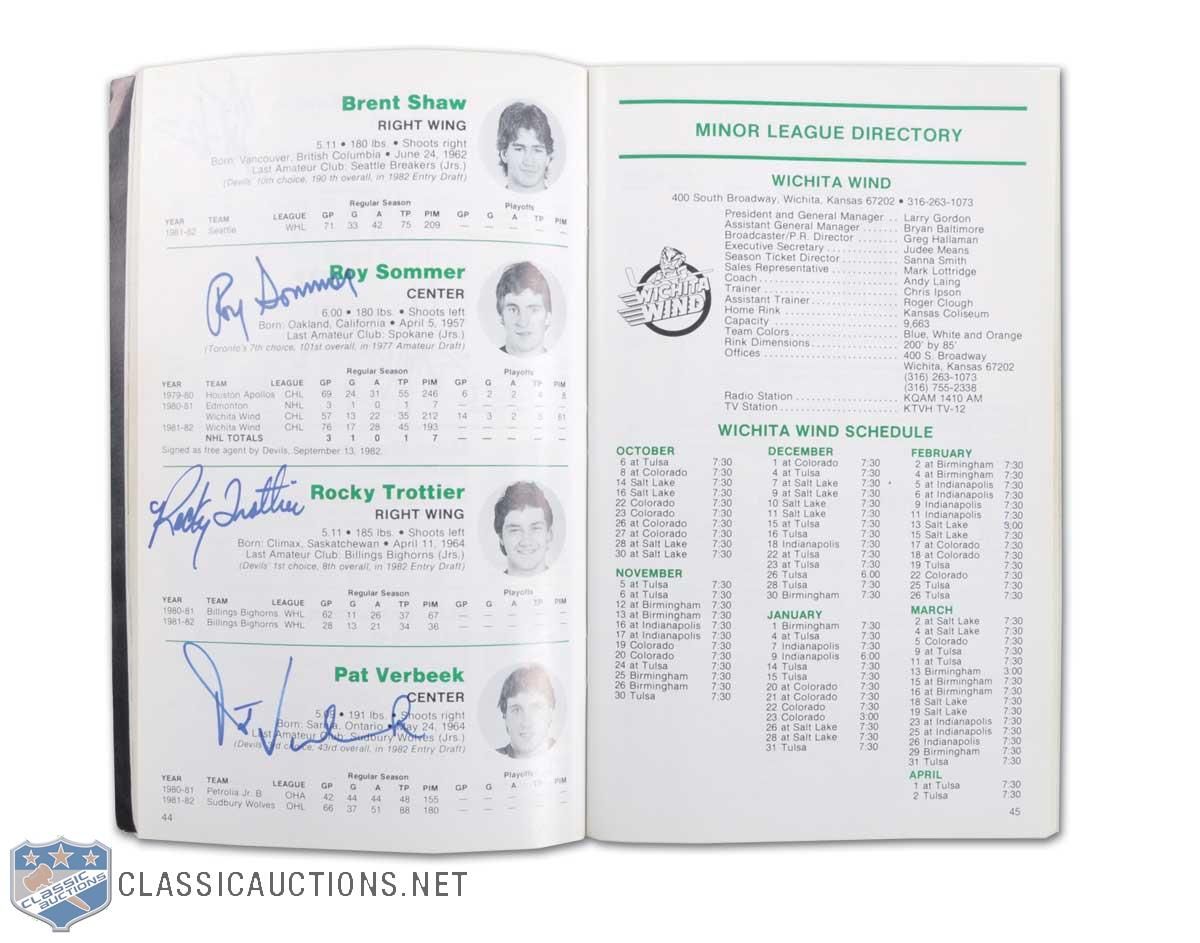 Brent Shaw
RIGHT WING
5.11 • 180 lbs. • Shoots right
Born: Vancouver, British Columbia • June 24, 1962
Last Amateur Club: Seattle Breakers (Jrs.)
(Devils' 10th choice, 190 th overall, in 1982 Entry Draft)
Regular Season Playoffs
YEAR TEAM LEAGUE GP G A TP PIM GP G A TP PIM
1981-82 Seattle WHL 71 33 42 75 209 — — — — —
Roy Sommer
Roy Sommer
CENTER
6.00 • 180 lbs. • Shoots left
Born: Oakland, California • April 5, 1957
Last Amateur Club: Spokane (Jrs.)
(Toronto's 7th choice, 101st overall, in 1977 Amateur Draft)
Regular Season Playoffs
YEAR TEAM LEAGUE GP G A TP PIM GP G A TP PIM
1979-80 Houston Apollos CHL 69 24 31 55 246 6 2 2 4 8
1980-81 Edmonton NHL 3 1 0 1 7 — — — — —
Wichita Wind CHL 57 13 22 35 212 14 3 2 5 61
1981-82 Wichita Wind CHL 76 17 28 45 193 — — — — —
NHL TOTALS 3 1 0 1 7 — — — — —
Signed as free agent by Devils, September 13, 1982.
Rocky Trottier
Rocky Trottier
RIGHT WING
5.11 • 185 lbs. • Shoots left
Born: Climax, Saskatchewan • April 11, 1964
Last Amateur Club: Billings Bighorns (Jrs.)
(Devils' 1st choice, 8th overall, in 1982 Entry Draft)
Regular Season Playoffs
YEAR TEAM LEAGUE GP G A TP PIM GP G A TP PIM
1980-81 Billings Bighorns WHL 62 11 26 37 67 — — — — —
1981-82 Billings Bighorns WHL 28 13 21 34 36 — — — — —
Pat Verbeek
Pat Verbeek
CENTER
5.09 • 191 lbs. • Shoots right
Born: Sarnia, Ontario • May 24, 1964
Last Amateur Club: Sudbury Wolves (Jrs.)
(Devils' 3rd choice, 43rd overall, in 1982 Entry Draft)
Regular Season Playoffs
YEAR TEAM LEAGUE GP G A TP PIM GP G A TP PIM
1980-81 Petrolia Jr. B OHA 42 44 44 48 155 — — — — —
1981-82 Sudbury Wolves OHL 66 37 51 88 180 — — — — —
44
MINOR LEAGUE DIRECTORY
WICHITA WIND
400 South Broadway, Wichita, Kansas 67202 • 316-263-1073
WICHITA
WIND
President and General Manager .. Larry Gordon
Assistant General Manager ...... Bryan Baltimore
Broadcaster/P.R. Director ...... Greg Hallaman
Executive Secretary ...... Judee Means
Season Ticket Director ...... Sanna Smith
Sales Representative ...... Mark Lottridge
Coach ...... Andy Laing
Trainer ...... Chris Ipson
Assistant Trainer ...... Roger Clough
Home Rink ...... Kansas Coliseum
Capacity ...... 9,663
Team Colors ...... Blue, White and Orange
Rink Dimensions ...... 200' by 85'
Offices ...... 400 S. Broadway
Wichita, Kansas 67202
(316) 263-1073
(316) 755-2338
Radio Station ...... KQAM 1410 AM
TV Station ...... KTVH TV-12
WICHITA WIND SCHEDULE
OCTOBER
6 at Tulsa 7:30
8 at Colorado 7:30
14 Salt Lake 7:30
16 Salt Lake 7:30
22 Colorado 7:30
23 Colorado 7:30
26 at Colorado 7:30
27 at Colorado 7:30
28 at Salt Lake 7:30
30 at Salt Lake 7:30
NOVEMBER
5 at Tulsa 7:30
6 at Tulsa 7:30
12 at Birmingham 7:30
13 at Birmingham 7:30
16 at Indianapolis 7:30
17 at Indianapolis 7:30
19 Colorado 7:30
20 Colorado 7:30
24 at Tulsa 7:30
25 Birmingham 7:30
26 Birmingham 7:30
30 Tulsa 7:30
DECEMBER
1 at Colorado 7:30
4 at Tulsa 7:30
7 at Salt Lake 7:30
9 at Salt Lake 7:30
10 Salt Lake 7:30
11 Salt Lake 7:30
15 at Tulsa 7:30
16 Tulsa 7:30
18 Indianapolis 7:30
22 at Tulsa 7:30
23 at Tulsa 7:30
26 Tulsa 6:00
28 Tulsa 7:30
30 Birmingham 7:30
JANUARY
1 Birmingham 7:30
4 at Tulsa 7:30
7 Indianapolis 7:30
9 Indianapolis 6:00
14 Tulsa 7:30
15 Tulsa 7:30
20 at Colorado 7:30
21 at Colorado 7:30
22 Colorado 7:30
23 Colorado 3:00
26 at Salt Lake 7:30
28 at Salt Lake 7:30
31 Tulsa 7:30
FEBRUARY
2 at Birmingham 7:30
4 at Birmingham 7:30
5 at Indianapolis 7:30
6 at Indianapolis 7:30
9 Indianapolis 7:30
11 Indianapolis 7:30
13 Salt Lake 3:00
15 Salt Lake 7:30
17 at Colorado 7:30
18 at Colorado 7:30
19 Tulsa 7:30
22 Colorado 7:30
25 Tulsa 7:30
26 Tulsa 7:30
MARCH
2 at Salt Lake 7:30
4 at Salt Lake 7:30
5 Colorado 7:30
9 at Tulsa 7:30
11 at Tulsa 7:30
13 Birmingham 3:00
15 at Birmingham 7:30
16 at Birmingham 7:30
18 Salt Lake 7:30
19 Salt Lake 7:30
23 at Indianapolis 7:30
25 at Indianapolis 7:30
26 Indianapolis 7:30
29 Birmingham 7:30
31 Tulsa 7:30
APRIL
1 at Tulsa 7:30
2 Tulsa 7:30
45
CLASSIC
AUCTIONS
CLASSICAUCTIONS.NET